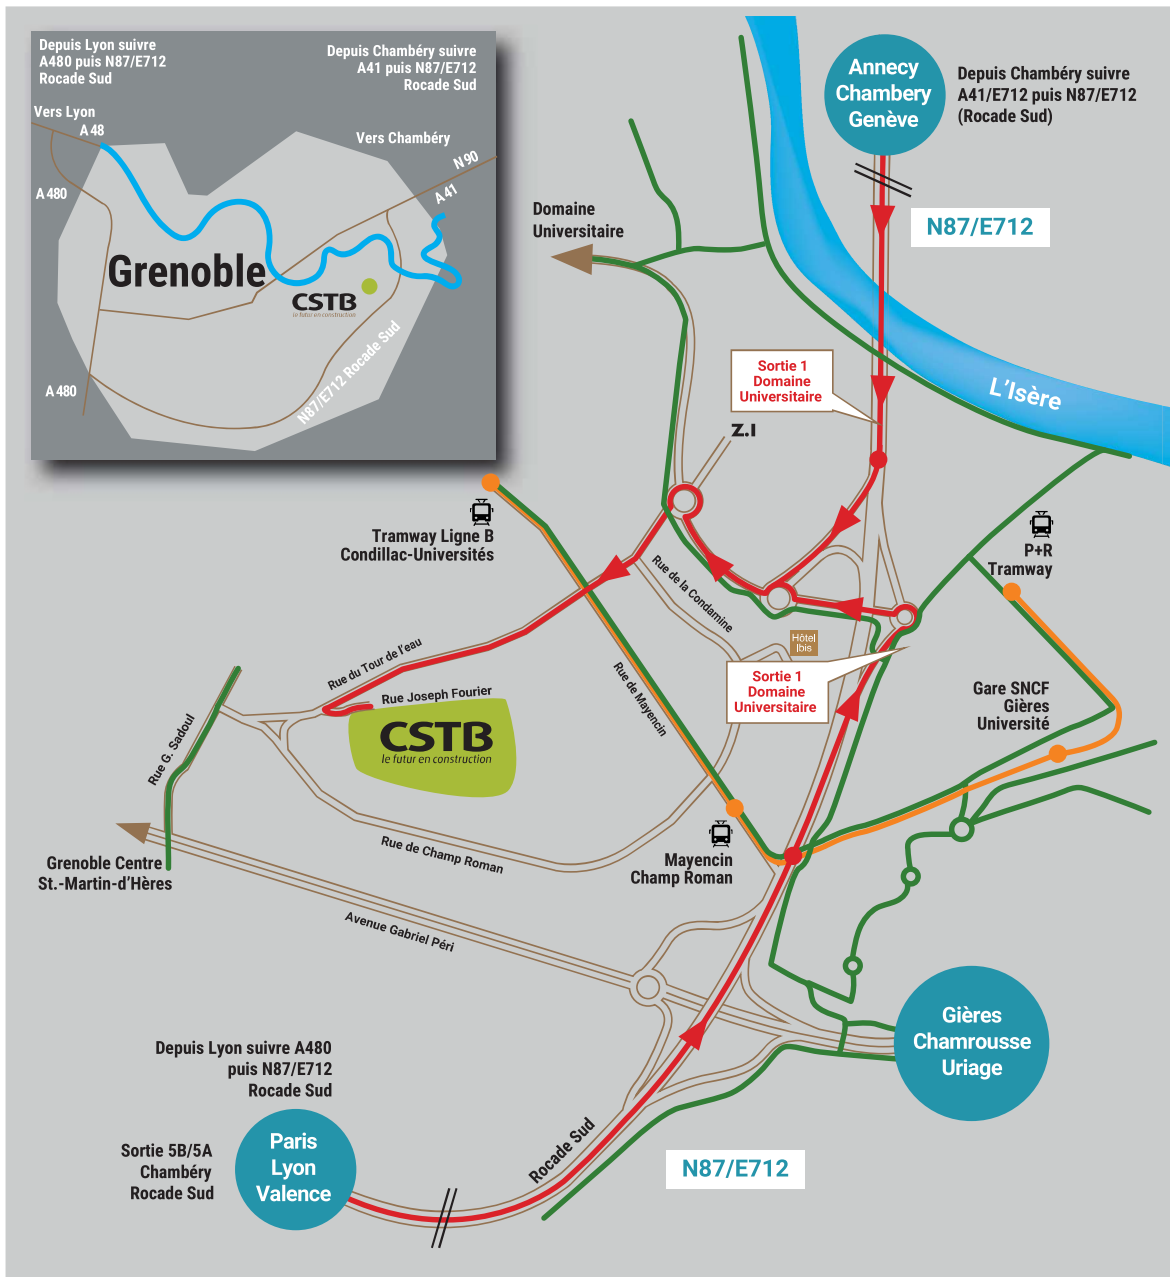 Depuis Lyon suivre
A480 puis N87/E712
Rocade Sud
Depuis Chambéry suivre
A41 puis N87/E712
Rocade Sud
Vers Lyon
A 48
Vers Chambéry
N 90
A 41
A 480
Grenoble
CSTB
le futur en construction
N87/E712 Rocade Sud
A 480
Annecy
Chambery
Genève
Depuis Chambéry suivre
A41/E712 puis N87/E712
(Rocade Sud)
N87/E712
Domaine
Universitaire
Sortie 1
Domaine
Universitaire
L'Isère
Z.I
Tramway Ligne B
Condillac-Universités
P+R
Tramway
Rue de la Condamine
Hôtel
Ibis
Rue du Tour de l'eau
Rue de Mayencin
Sortie 1
Domaine
Universitaire
Gare SNCF
Gières
Université
Rue Joseph Fourier
CSTB
le futur en construction
Rue G. Sadoul
Rue de Champ Roman
Mayencin
Champ Roman
Grenoble Centre
St.-Martin-d'Hères
Avenue Gabriel Péri
Gières
Chamrousse
Uriage
Depuis Lyon suivre A480
puis N87/E712
Rocade Sud
Sortie 5B/5A
Chambéry
Rocade Sud
Paris
Lyon
Valence
Rocade Sud
N87/E712